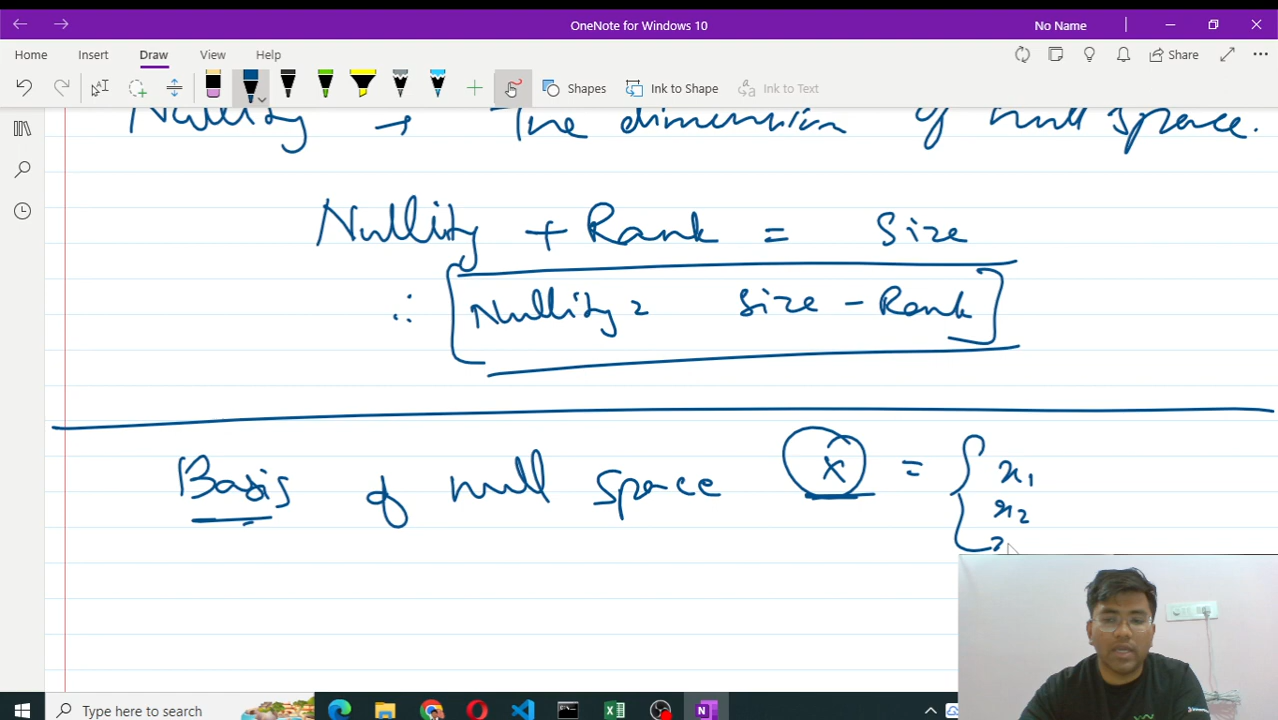 OneNote for Windows 10
No Name
Home Insert Draw View Help
Share
Shapes Ink to Shape Ink to Text
Nullity → The dimension of null space.
Nullity + Rank = Size
∴ Nullity = Size - Rank
Basis of null space x = { x1
x2
Type here to search